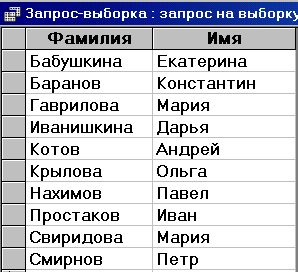 Запрос-выборка : запрос на выборку
Фамилия Имя
Бабушкина Екатерина
Баранов Константин
Гаврилова Мария
Иванишкина Дарья
Котов Андрей
Крылова Ольга
Нахимов Павел
Простаков Иван
Свиридова Мария
Смирнов Петр